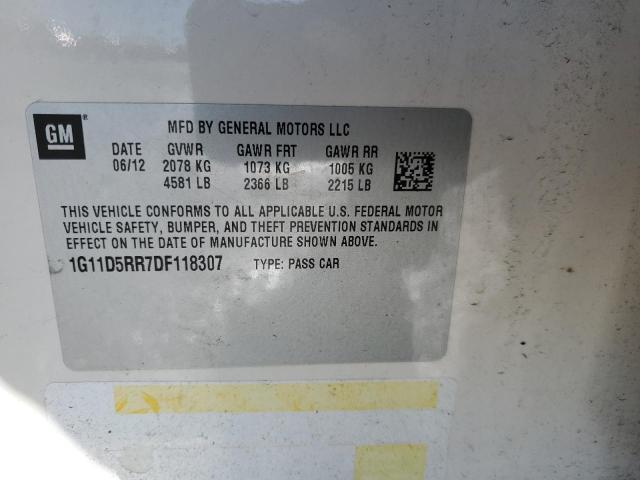 GM ®
MFD BY GENERAL MOTORS LLC
DATE GVWR GAWR FRT GAWR RR
06/12 2078 KG 1073 KG 1005 KG
4581 LB 2366 LB 2215 LB
THIS VEHICLE CONFORMS TO ALL APPLICABLE U.S. FEDERAL MOTOR
VEHICLE SAFETY, BUMPER, AND THEFT PREVENTION STANDARDS IN
EFFECT ON THE DATE OF MANUFACTURE SHOWN ABOVE.
1G11D5RR7DF118307 TYPE: PASS CAR